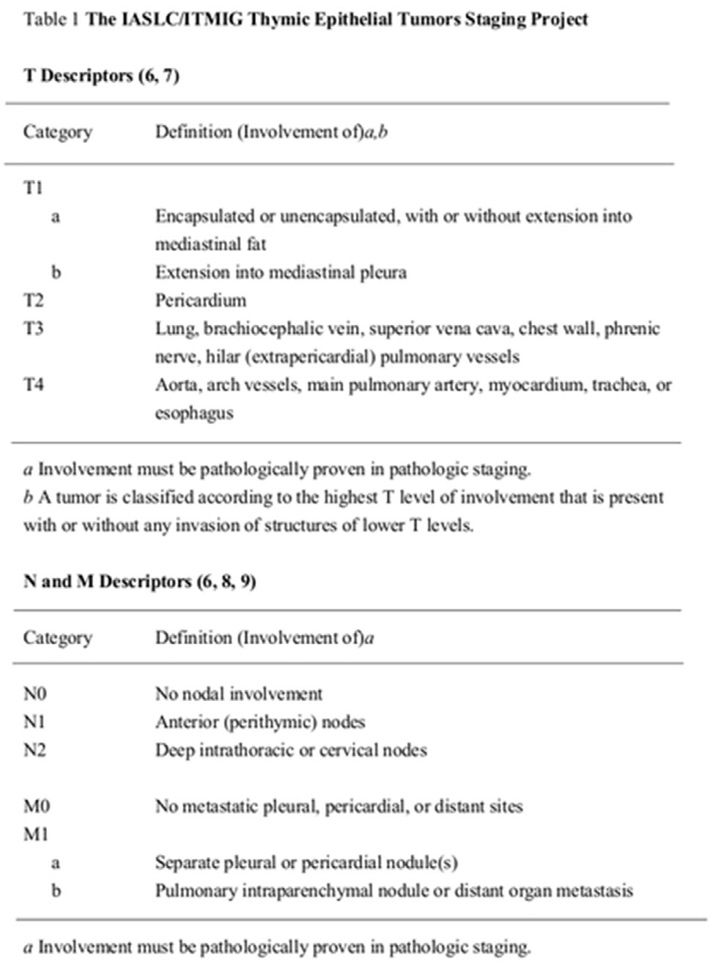 Table 1 The IASLC/ITMIG Thymic Epithelial Tumors Staging Project
T Descriptors (6, 7)
Category Definition (Involvement of)a,b
T1
a Encapsulated or unencapsulated, with or without extension into
mediastinal fat
b Extension into mediastinal pleura
T2 Pericardium
T3 Lung, brachiocephalic vein, superior vena cava, chest wall, phrenic
nerve, hilar (extrapericardial) pulmonary vessels
T4 Aorta, arch vessels, main pulmonary artery, myocardium, trachea, or
esophagus
a Involvement must be pathologically proven in pathologic staging.
b A tumor is classified according to the highest T level of involvement that is present
with or without any invasion of structures of lower T levels.
N and M Descriptors (6, 8, 9)
Category Definition (Involvement of)a
N0 No nodal involvement
N1 Anterior (perithymic) nodes
N2 Deep intrathoracic or cervical nodes
M0 No metastatic pleural, pericardial, or distant sites
M1
a Separate pleural or pericardial nodule(s)
b Pulmonary intraparenchymal nodule or distant organ metastasis
a Involvement must be pathologically proven in pathologic staging.